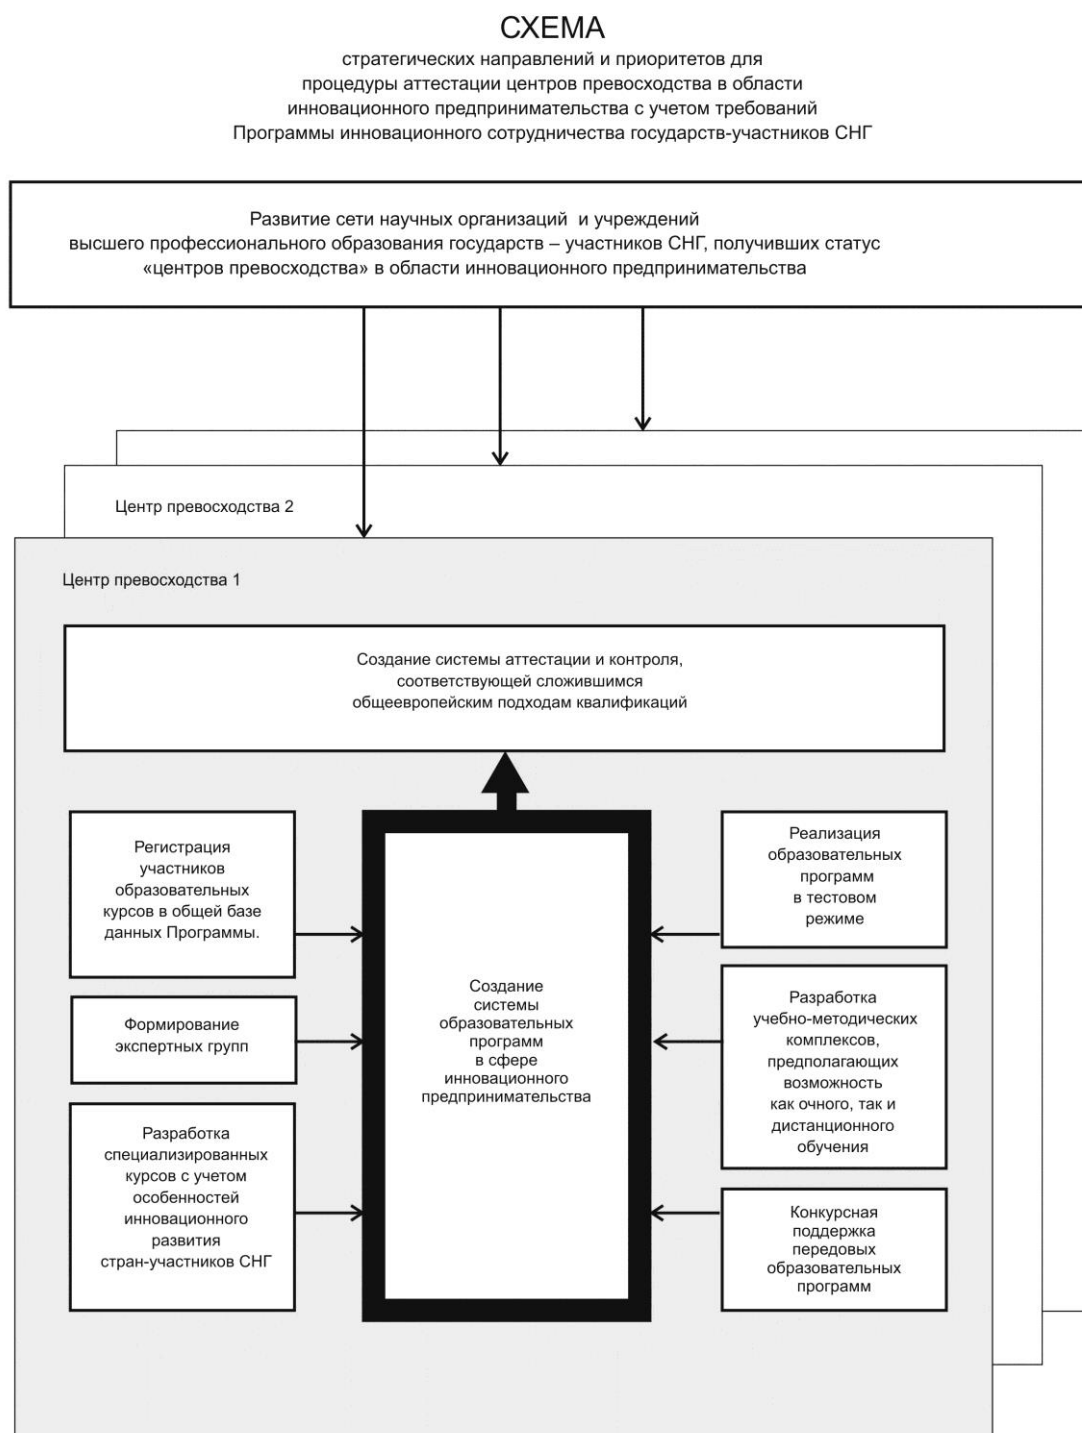 СХЕМА
стратегических направлений и приоритетов для
процедуры аттестации центров превосходства в области
инновационного предпринимательства с учетом требований
Программы инновационного сотрудничества государств-участников СНГ
Развитие сети научных организаций и учреждений
высшего профессионального образования государств – участников СНГ, получивших статус
«центров превосходства» в области инновационного предпринимательства
Центр превосходства 2
Центр превосходства 1
Создание системы аттестации и контроля,
соответствующей сложившимся
общеевропейским подходам квалификаций
Регистрация
участников
образовательных
курсов в общей базе
данных Программы.
Формирование
экспертных групп
Разработка
специализированных
курсов с учетом
особенностей
инновационного
развития
стран-участников СНГ
Создание
системы
образовательных
программ
в сфере
инновационного
предпринимательства
Реализация
образовательных
программ
в тестовом
режиме
Разработка
учебно-методических
комплексов,
предполагающих
возможность
как очного, так и
дистанционного
обучения
Конкурсная
поддержка
передовых
образовательных
программ